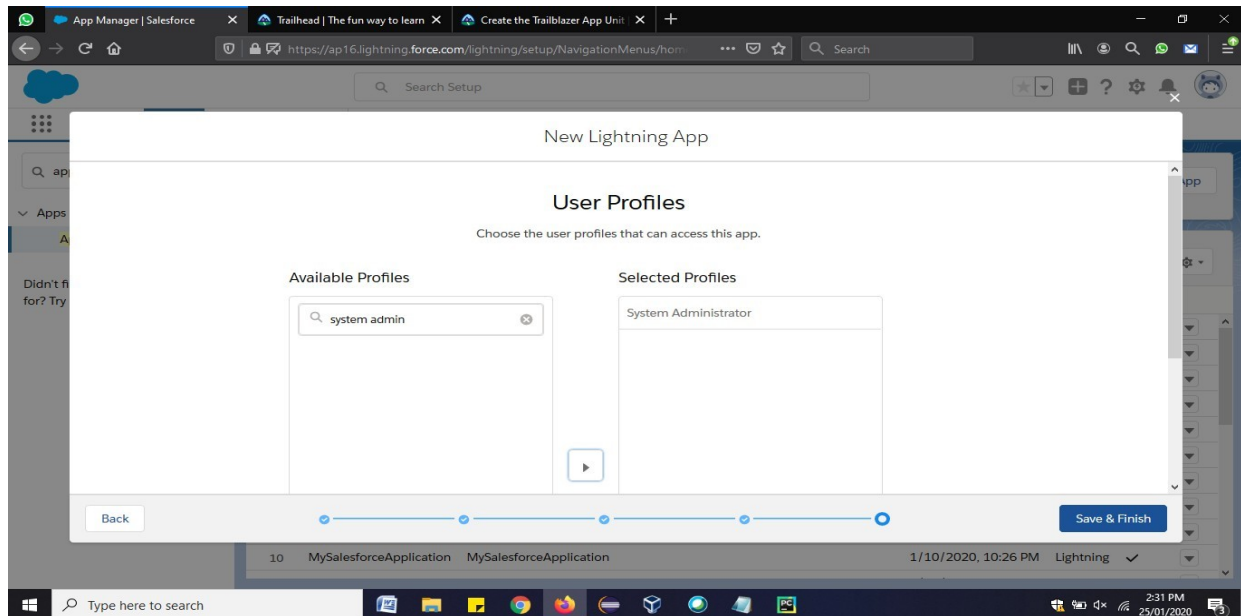 App Manager | Salesforce
Trailhead | The fun way to learn
Create the Trailblazer App Unit
https://ap16.lightning.force.com/lightning/setup/NavigationMenus/hom
Search
Search Setup
New Lightning App
User Profiles
Choose the user profiles that can access this app.
Available Profiles
Selected Profiles
system admin
System Administrator
Back
Save & Finish
Apps
Didn't fi
for? Try
10 MySalesforceApplication MySalesforceApplication 1/10/2020, 10:26 PM Lightning
Type here to search
2:31 PM
25/01/2020